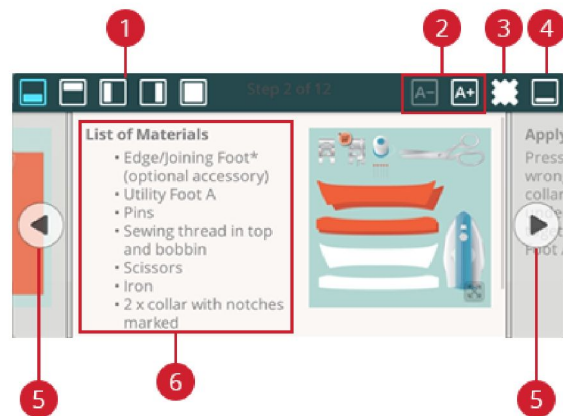 1
2
3
4
Step 2 of 12
A−
A+
List of Materials
• Edge/Joining Foot*
(optional accessory)
• Utility Foot A
• Pins
• Sewing thread in top
and bobbin
• Scissors
• Iron
• 2 x collar with notches
marked
Apply
Press
wron
collar
5
6
5